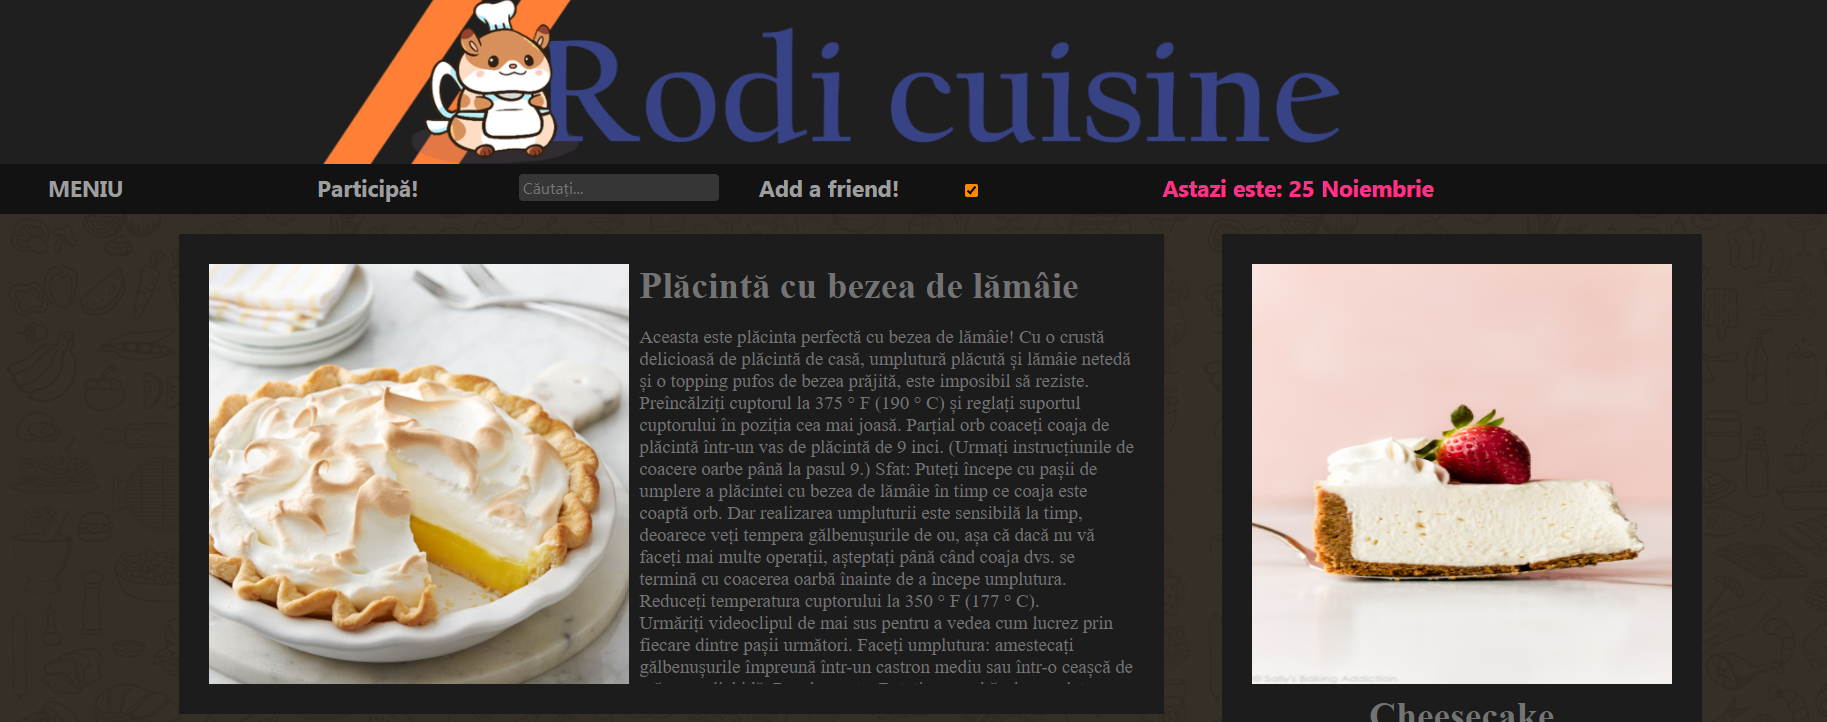 Rodi cuisine
MENIU
Participă!
Căutați...
Add a friend!
Astazi este: 25 Noiembrie
Plăcintă cu bezea de lămâie
Aceasta este plăcinta perfectă cu bezea de lămâie! Cu o crustă
delicioasă de plăcintă de casă, umplutură plăcută și lămâie netedă
și o topping pufos de bezea prăjită, este imposibil să reziste.
Preîncălziți cuptorul la 375 ° F (190 ° C) și reglați suportul
cuptorului în poziția cea mai joasă. Parțial orb coaceți coaja de
plăcintă într-un vas de plăcintă de 9 inci. (Urmați instrucțiunile de
coacere oarbe până la pasul 9.) Sfat: Puteți începe cu pașii de
umplere a plăcintei cu bezea de lămâie în timp ce coaja este
coaptă orb. Dar realizarea umpluturii este sensibilă la timp,
deoarece veți tempera gălbenușurile de ou, așa că dacă nu vă
faceți mai multe operații, așteptați până când coaja dvs. se
termină cu coacerea oarbă înainte de a începe umplutura.
Reduceți temperatura cuptorului la 350 ° F (177 ° C).
Urmăriți videoclipul de mai sus pentru a vedea cum lucrez prin
fiecare dintre pașii următori. Faceți umplutura: amestecați
gălbenușurile împreună într-un castron mediu sau într-o ceașcă de
© Sally's Baking Addiction
Cheesecake